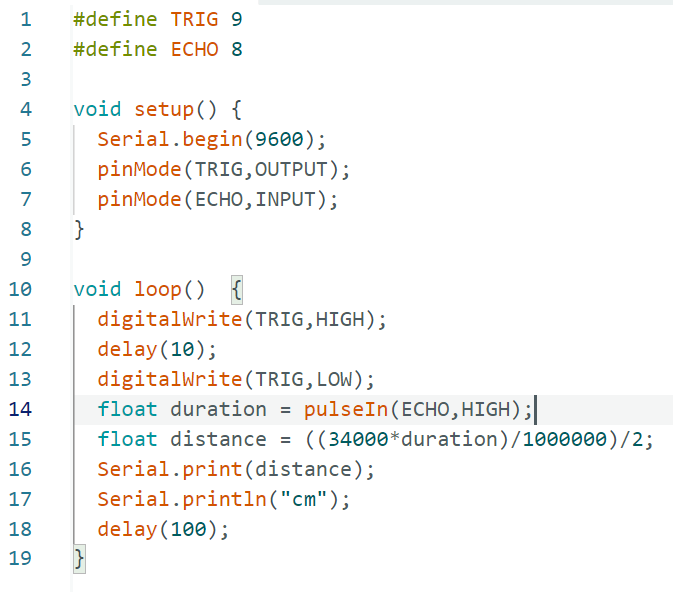 1 #define TRIG 9
2 #define ECHO 8
3
4 void setup() {
5   Serial.begin(9600);
6   pinMode(TRIG,OUTPUT);
7   pinMode(ECHO,INPUT);
8 }
9
10 void loop()  {
11   digitalWrite(TRIG,HIGH);
12   delay(10);
13   digitalWrite(TRIG,LOW);
14   float duration = pulseIn(ECHO,HIGH);
15   float distance = ((34000*duration)/1000000)/2;
16   Serial.print(distance);
17   Serial.println("cm");
18   delay(100);
19 }